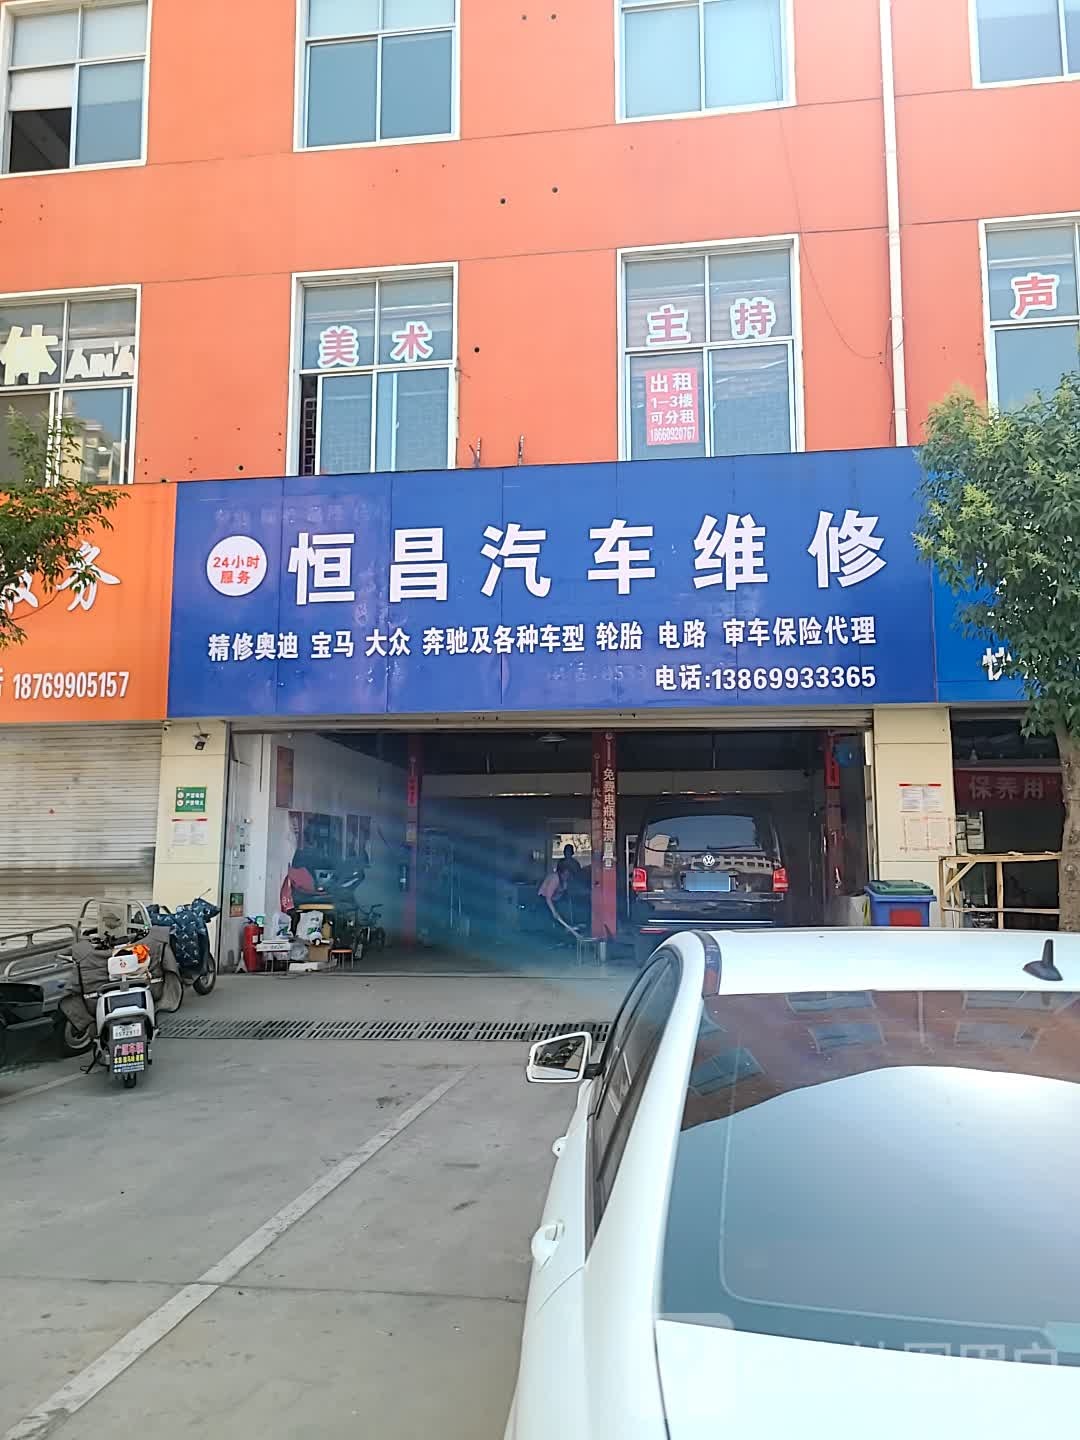 体
美术
主持
声
出租
1-3楼
可分租
18660920767
24小时
服务
恒昌汽车维修
精修奥迪 宝马 大众 奔驰及各种车型 轮胎 电路 审车保险代理
电话:13869933365
务
18769905157
免费电瓶检测
保养用